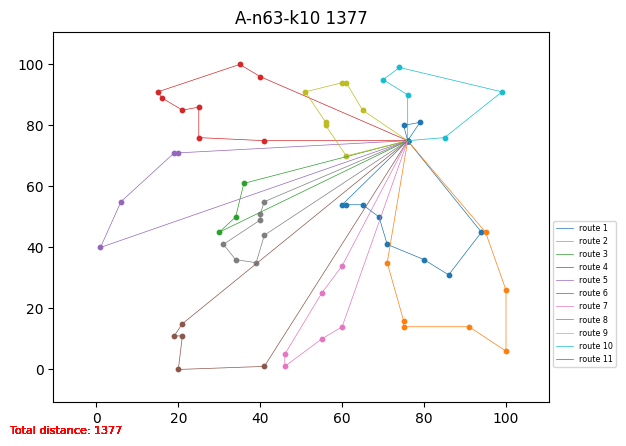 A-n63-k10 1377
100
80
60
40
20
0
0 20 40 60 80 100
route 1
route 2
route 3
route 4
route 5
route 6
route 7
route 8
route 9
route 10
route 11
Total distance: 1377